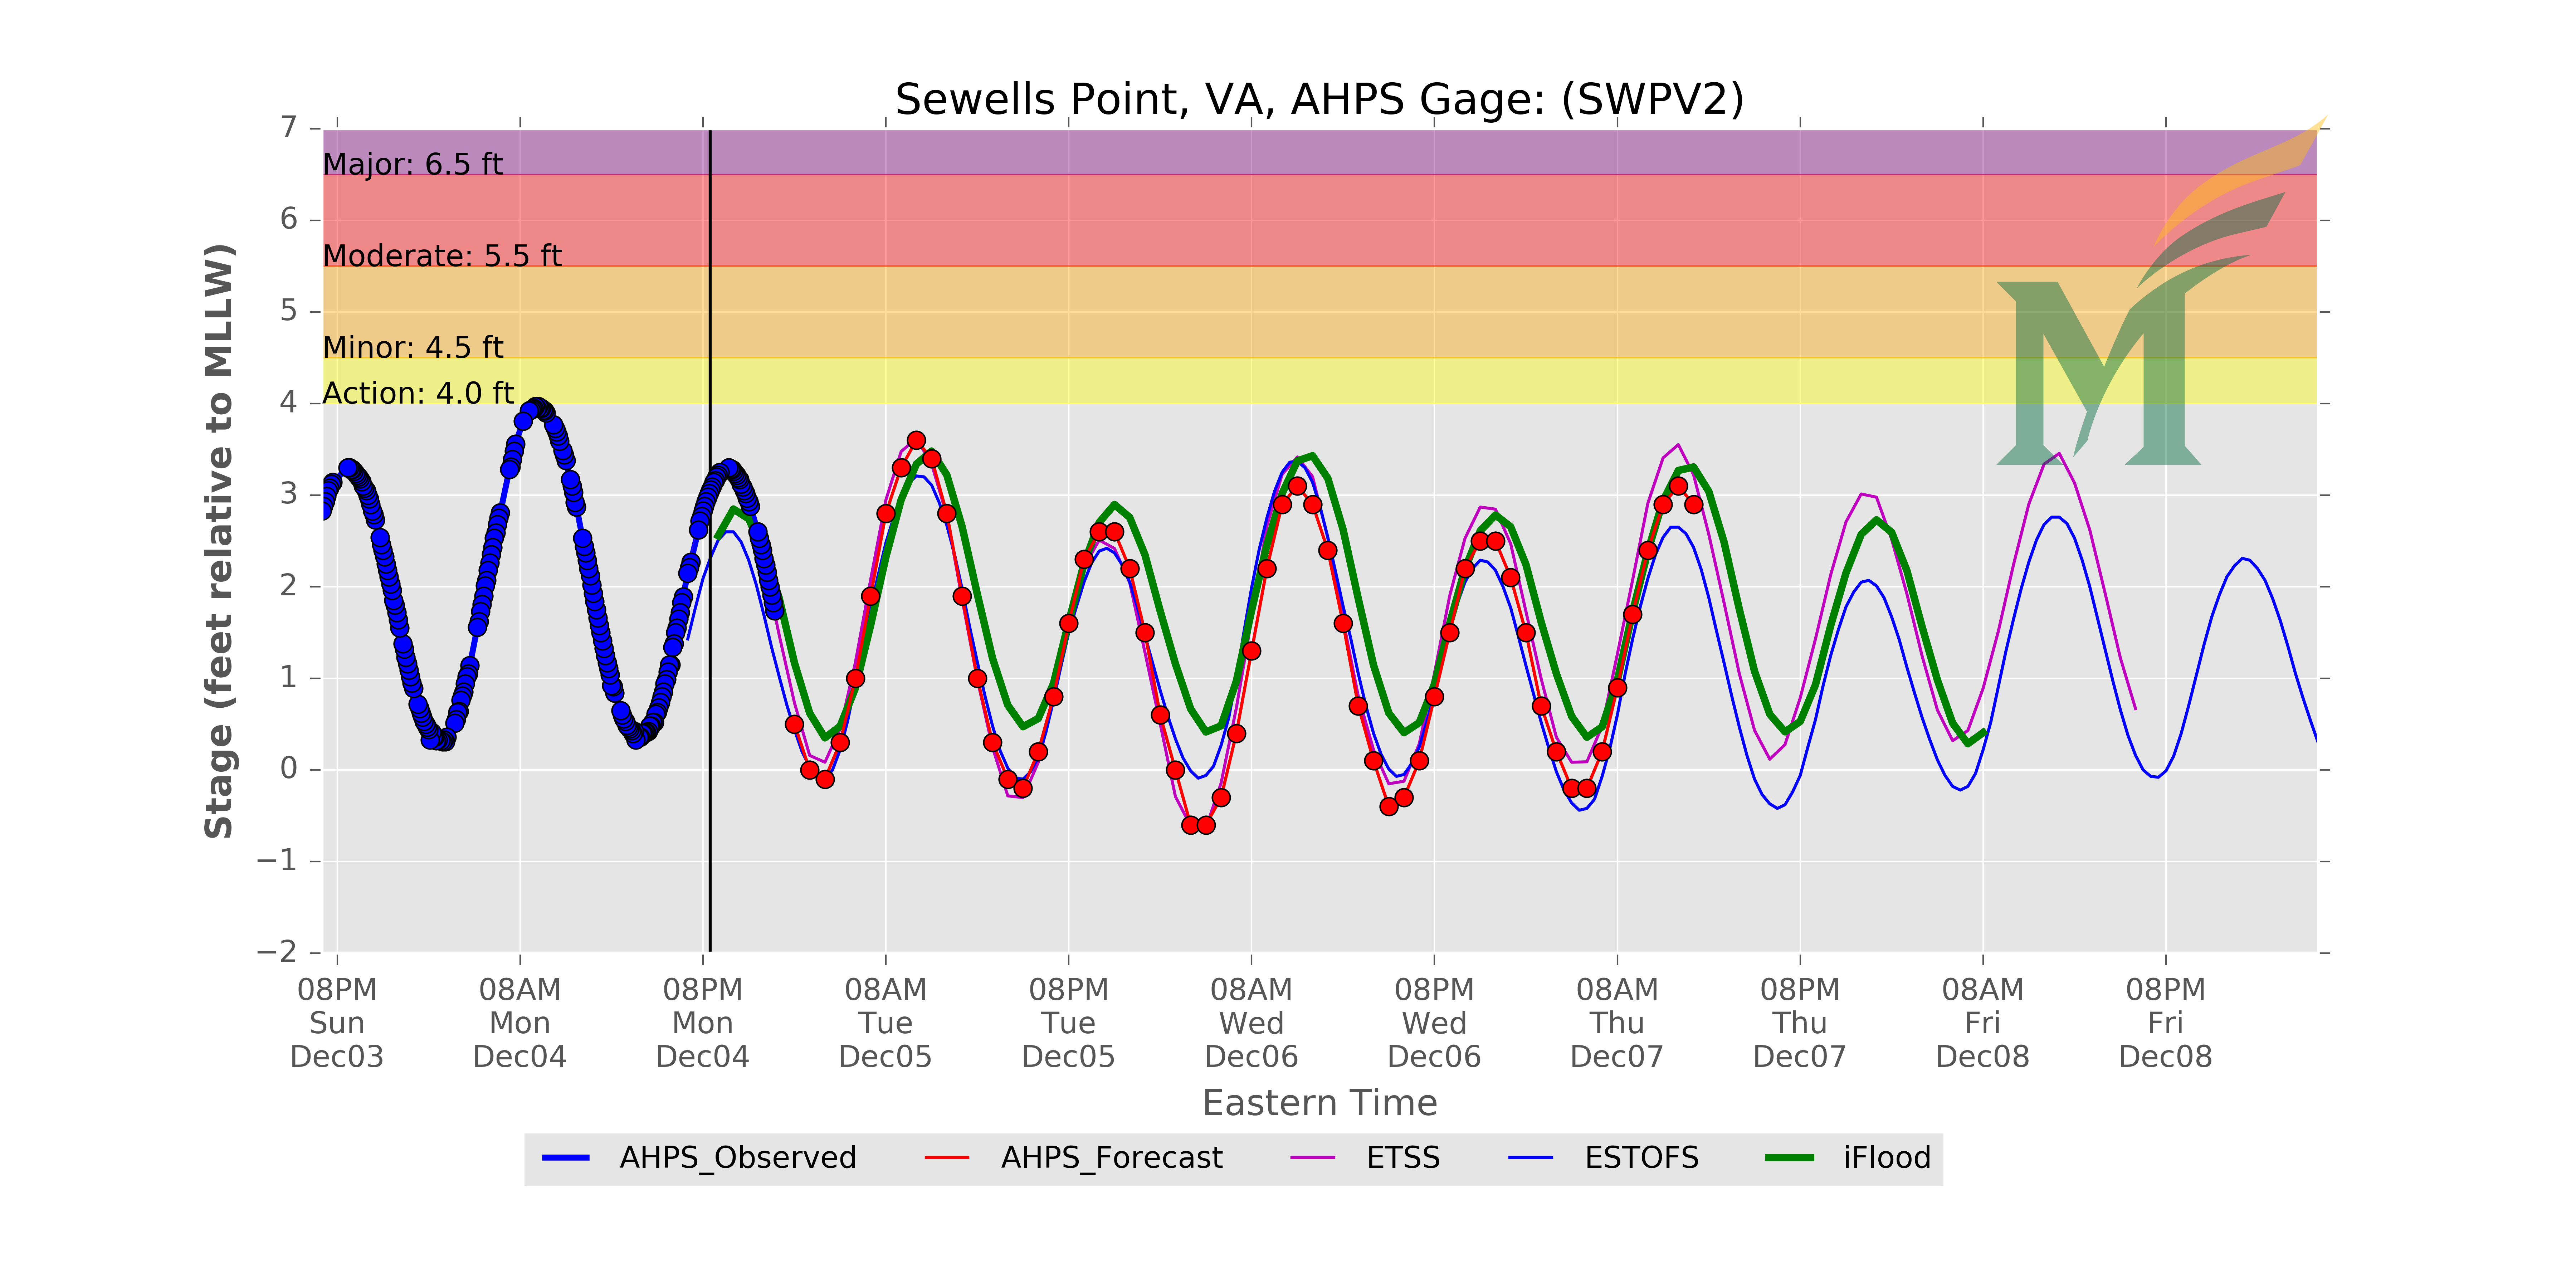 Sewells Point, VA, AHPS Gage: (SWPV2)
Stage (feet relative to MLLW)
7
6
5
4
3
2
1
0
−1
−2
Major: 6.5 ft
Moderate: 5.5 ft
Minor: 4.5 ft
Action: 4.0 ft
M
08PM 08AM 08PM 08AM 08PM 08AM 08PM 08AM 08PM 08AM 08PM
Sun Mon Mon Tue Tue Wed Wed Thu Thu Fri Fri
Dec03 Dec04 Dec04 Dec05 Dec05 Dec06 Dec06 Dec07 Dec07 Dec08 Dec08
Eastern Time
AHPS_Observed AHPS_Forecast ETSS ESTOFS iFlood